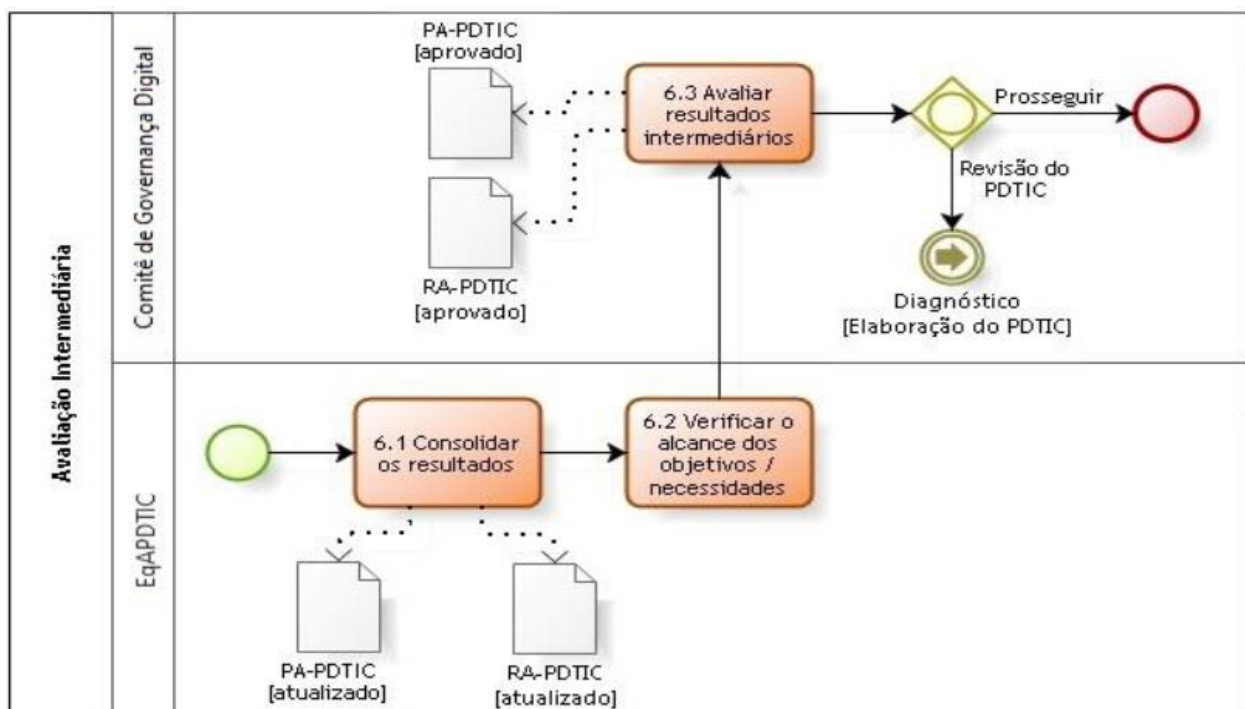 Avaliação Intermediária
Comitê de Governança Digital
PA-PDTIC
[aprovado]
RA-PDTIC
[aprovado]
6.3 Avaliar
resultados
intermediários
Prosseguir
Revisão do
PDTIC
Diagnóstico
[Elaboração do PDTIC]
EqAPDTIC
6.1 Consolidar
os resultados
6.2 Verificar o
alcance dos
objetivos /
necessidades
PA-PDTIC
[atualizado]
RA-PDTIC
[atualizado]